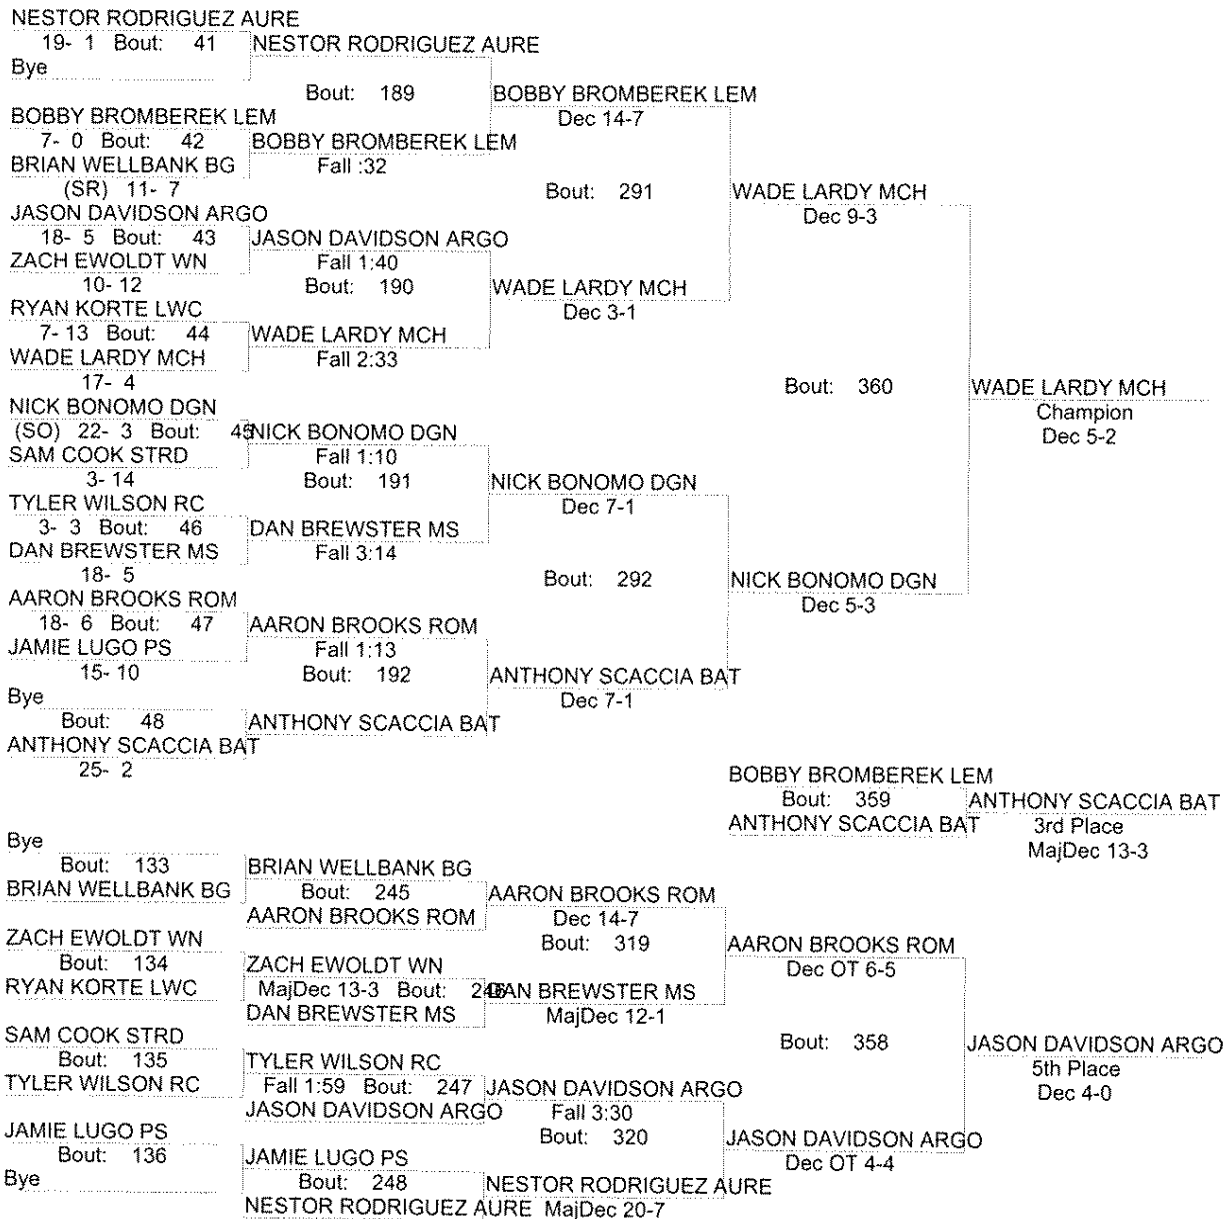 NESTOR RODRIGUEZ AURE
19- 1 Bout: 41 NESTOR RODRIGUEZ AURE
Bye
Bout: 189 BOBBY BROMBEREK LEM
BOBBY BROMBEREK LEM Dec 14-7
7- 0 Bout: 42 BOBBY BROMBEREK LEM
BRIAN WELLBANK BG Fall :32
(SR) 11- 7 Bout: 291 WADE LARDY MCH
JASON DAVIDSON ARGO Dec 9-3
18- 5 Bout: 43 JASON DAVIDSON ARGO
ZACH EWOLDT WN Fall 1:40
10- 12 Bout: 190 WADE LARDY MCH
RYAN KORTE LWC Dec 3-1
7- 13 Bout: 44 WADE LARDY MCH
WADE LARDY MCH Fall 2:33
17- 4 Bout: 360 WADE LARDY MCH
NICK BONOMO DGN Champion
(SO) 22- 3 Bout: 45 NICK BONOMO DGN Dec 5-2
SAM COOK STRD Fall 1:10
3- 14 Bout: 191 NICK BONOMO DGN
TYLER WILSON RC Dec 7-1
3- 3 Bout: 46 DAN BREWSTER MS
DAN BREWSTER MS Fall 3:14
18- 5 Bout: 292 NICK BONOMO DGN
AARON BROOKS ROM Dec 5-3
18- 6 Bout: 47 AARON BROOKS ROM
JAMIE LUGO PS Fall 1:13
15- 10 Bout: 192 ANTHONY SCACCIA BAT
Bye Dec 7-1
Bout: 48 ANTHONY SCACCIA BAT
ANTHONY SCACCIA BAT
25- 2
BOBBY BROMBEREK LEM
Bout: 359 ANTHONY SCACCIA BAT
ANTHONY SCACCIA BAT 3rd Place
Bye MajDec 13-3
Bout: 133 BRIAN WELLBANK BG
BRIAN WELLBANK BG Bout: 245 AARON BROOKS ROM
AARON BROOKS ROM Dec 14-7
ZACH EWOLDT WN Bout: 319 AARON BROOKS ROM
Bout: 134 ZACH EWOLDT WN Dec OT 6-5
RYAN KORTE LWC MajDec 13-3 Bout: 246 DAN BREWSTER MS
DAN BREWSTER MS MajDec 12-1
SAM COOK STRD Bout: 358 JASON DAVIDSON ARGO
Bout: 135 TYLER WILSON RC 5th Place
TYLER WILSON RC Fall 1:59 Bout: 247 JASON DAVIDSON ARGO Dec 4-0
JASON DAVIDSON ARGO Fall 3:30
JAMIE LUGO PS Bout: 320 JASON DAVIDSON ARGO
Bout: 136 JAMIE LUGO PS Dec OT 4-4
Bye Bout: 248 NESTOR RODRIGUEZ AURE
NESTOR RODRIGUEZ AURE MajDec 20-7